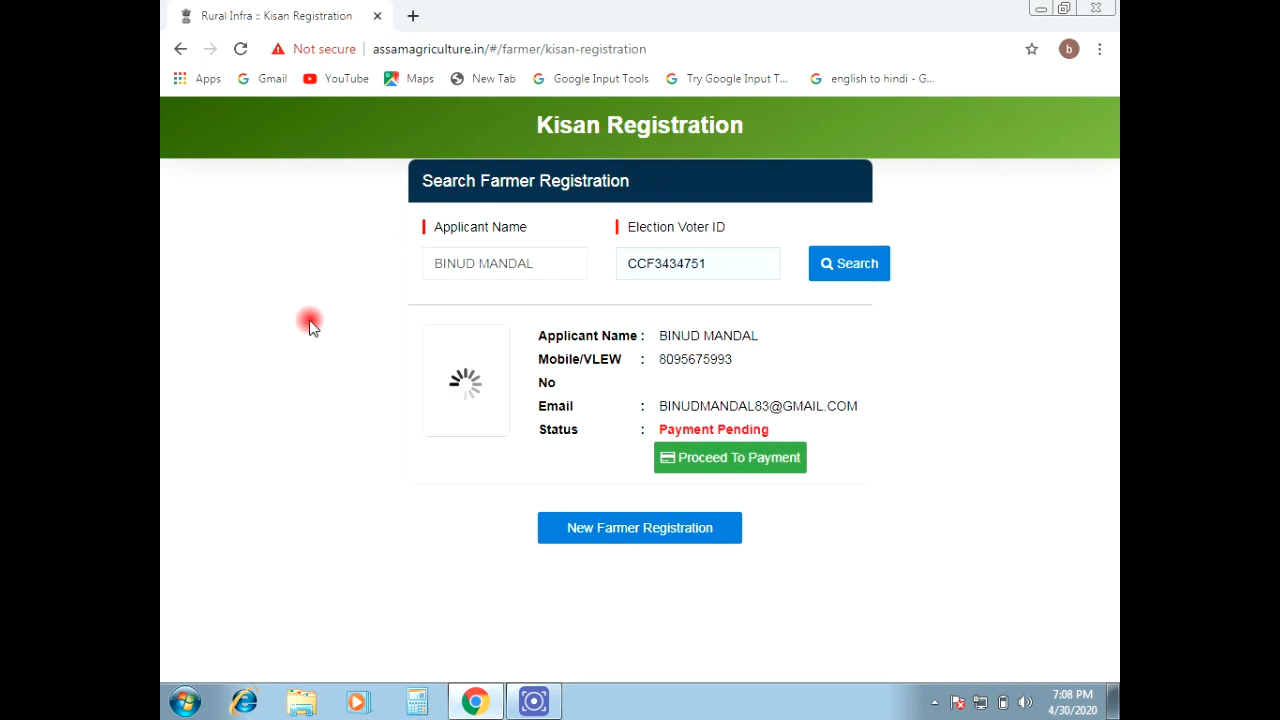 Rural Infra :: Kisan Registration
Not secure assamagriculture.in/#/farmer/kisan-registration b
Apps Gmail YouTube Maps New Tab Google Input Tools Try Google Input T... english to hindi - G...
Kisan Registration
Search Farmer Registration
Applicant Name Election Voter ID
BINUD MANDAL CCF3434751 Search
Applicant Name : BINUD MANDAL
Mobile/VLEW : 8095675993
No
Email : BINUDMANDAL83@GMAIL.COM
Status : Payment Pending
Proceed To Payment
New Farmer Registration
7:08 PM
4/30/2020